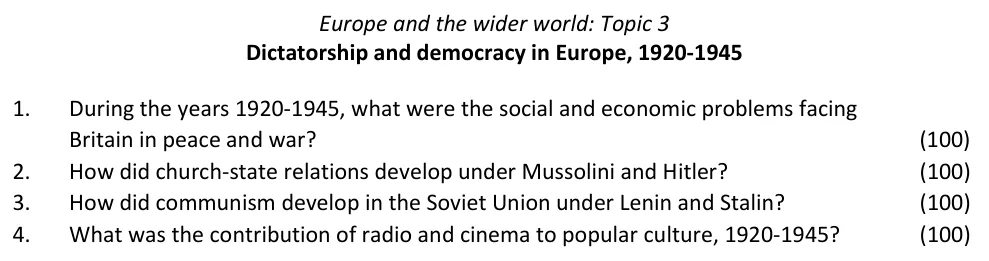 Europe and the wider world: Topic 3
Dictatorship and democracy in Europe, 1920-1945
1. During the years 1920-1945, what were the social and economic problems facing
Britain in peace and war? (100)
2. How did church-state relations develop under Mussolini and Hitler? (100)
3. How did communism develop in the Soviet Union under Lenin and Stalin? (100)
4. What was the contribution of radio and cinema to popular culture, 1920-1945? (100)